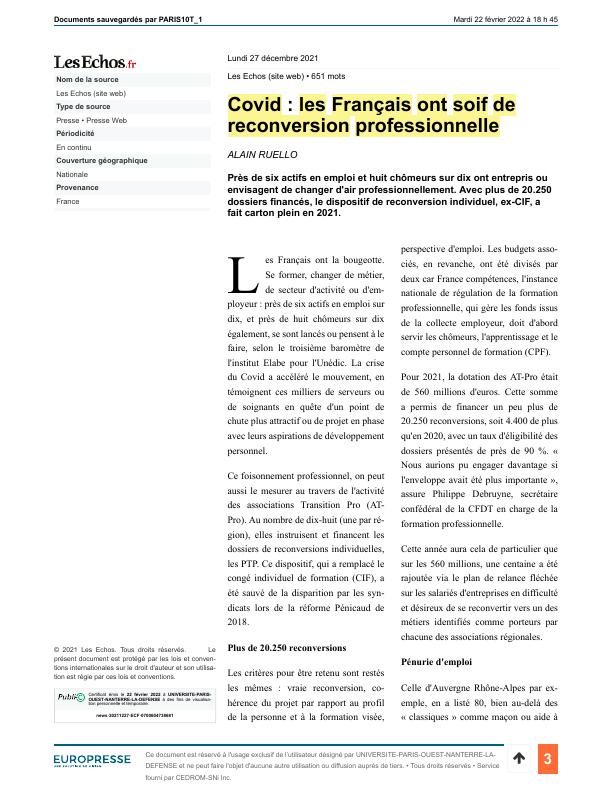 Documents sauvegardés par PARIS10T_1
Mardi 22 février 2022 à 18 h 45
LesEchos.fr
Nom de la source
Les Echos (site web)
Type de source
Presse • Presse Web
Périodicité
En continu
Couverture géographique
Nationale
Provenance
France
Lundi 27 décembre 2021
Les Echos (site web) • 651 mots
Covid : les Français ont soif de
reconversion professionnelle
ALAIN RUELLO
Près de six actifs en emploi et huit chômeurs sur dix ont entrepris ou
envisagent de changer d'air professionnellement. Avec plus de 20.250
dossiers financés, le dispositif de reconversion individuel, ex-CIF, a
fait carton plein en 2021.
Les Français ont la bougeotte.
Se former, changer de métier,
de secteur d'activité ou d'em-
ployeur : près de six actifs en emploi sur
dix, et près de huit chômeurs sur dix
également, se sont lancés ou pensent à le
faire, selon le troisième baromètre de
l'institut Elabe pour l'Unédic. La crise
du Covid a accéléré le mouvement, en
témoignent ces milliers de serveurs ou
de soignants en quête d'un point de
chute plus attractif ou de projet en phase
avec leurs aspirations de développement
personnel.
Ce foisonnement professionnel, on peut
aussi le mesurer au travers de l'activité
des associations Transition Pro (AT-
Pro). Au nombre de dix-huit (une par ré-
gion), elles instruisent et financent les
dossiers de reconversions individuelles,
les PTP. Ce dispositif, qui a remplacé le
congé individuel de formation (CIF), a
été sauvé de la disparition par les syn-
dicats lors de la réforme Pénicaud de
2018.
Plus de 20.250 reconversions
Les critères pour être retenu sont restés
les mêmes : vraie reconversion, co-
hérence du projet par rapport au profil
de la personne et à la formation visée,
perspective d'emploi. Les budgets asso-
ciés, en revanche, ont été divisés par
deux car France compétences, l'instance
nationale de régulation de la formation
professionnelle, qui gère les fonds issus
de la collecte employeur, doit d'abord
servir les chômeurs, l'apprentissage et le
compte personnel de formation (CPF).
Pour 2021, la dotation des AT-Pro était
de 560 millions d'euros. Cette somme
a permis de financer un peu plus de
20.250 reconversions, soit 4.400 de plus
qu'en 2020, avec un taux d'éligibilité des
dossiers présentés de près de 90 %. «
Nous aurions pu engager davantage si
l'enveloppe avait été plus importante »,
assure Philippe Debruyne, secrétaire
confédéral de la CFDT en charge de la
formation professionnelle.
Cette année aura cela de particulier que
sur les 560 millions, une centaine a été
rajoutée via le plan de relance fléchée
sur les salariés d'entreprises en difficulté
et désireux de se reconvertir vers un des
métiers identifiés comme porteurs par
chacune des associations régionales.
Pénurie d'emploi
Celle d'Auvergne Rhône-Alpes par ex-
emple, en a listé 80, bien au-delà des
« classiques » comme maçon ou aide à
© 2021 Les Echos. Tous droits réservés. Le
présent document est protégé par les lois et conven-
tions internationales sur le droit d'auteur et son utilisa-
tion est régie par ces lois et conventions.
Publi©
Certificat émis le 22 février 2022 à UNIVERSITE-PARIS-
OUEST-NANTERRE-LA-DEFENSE à des fins de visualisa-
tion personnelle et temporaire.
EUROPRESSE
Ce document est réservé à l'usage exclusif de l'utilisateur désigné par UNIVERSITE-PARIS-OUEST-NANTERRE-LA-
DEFENSE et ne peut faire l'objet d'aucune autre utilisation ou diffusion auprès de tiers. • Tous droits réservés • Service
fourni par CEDROM-SNi Inc.
3